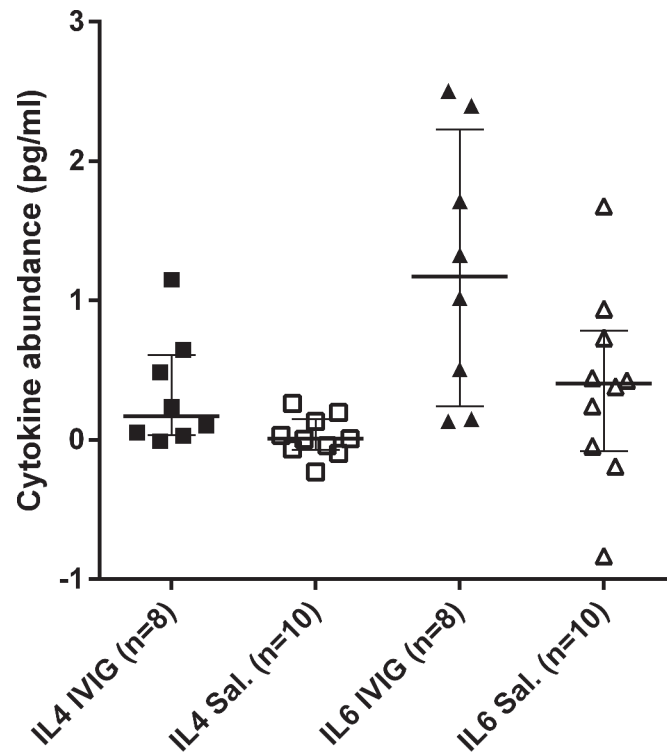 Cytokine abundance (pg/ml)
3
2
1
0
-1
IL4 IVIG (n=8)
IL4 Sal. (n=10)
IL6 IVIG (n=8)
IL6 Sal. (n=10)